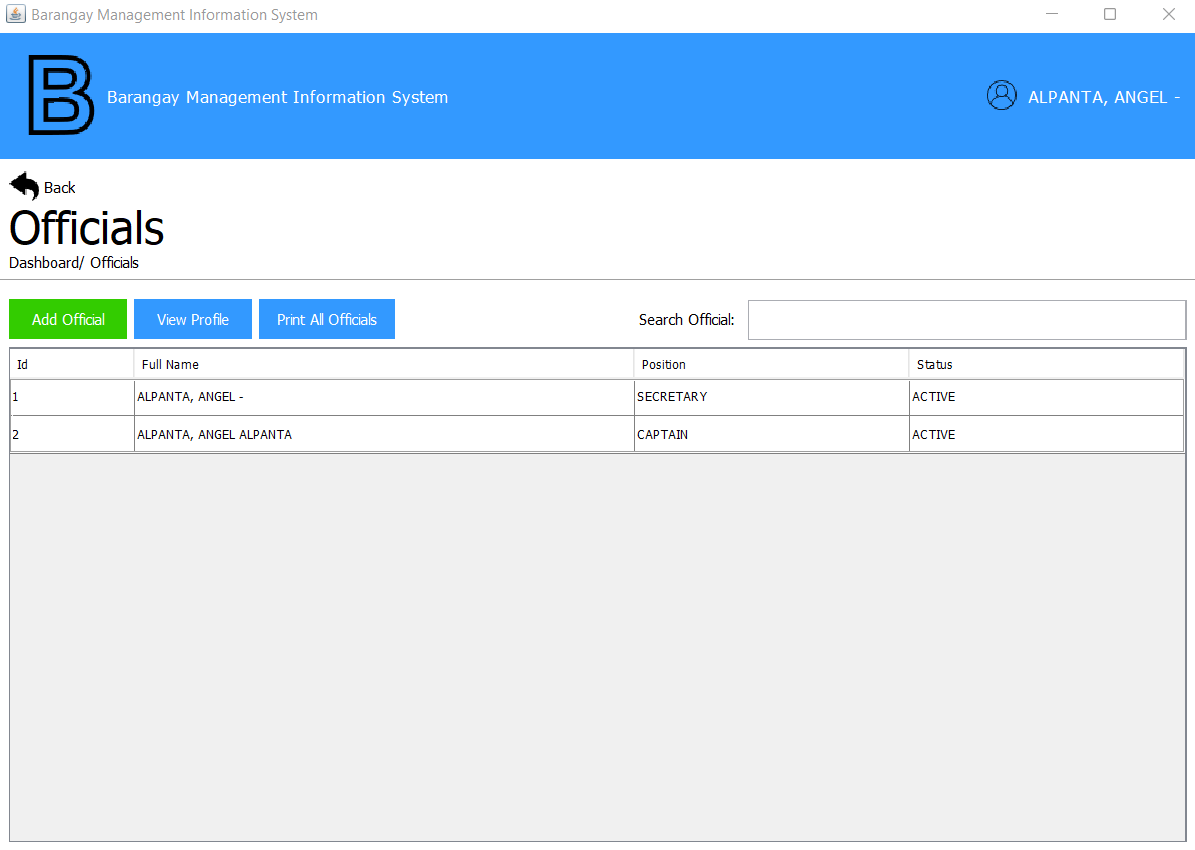 Barangay Management Information System
B Barangay Management Information System ALPANTA, ANGEL -
Back
Officials
Dashboard/ Officials
Add Official View Profile Print All Officials Search Official:
Id Full Name Position Status
1 ALPANTA, ANGEL - SECRETARY ACTIVE
2 ALPANTA, ANGEL ALPANTA CAPTAIN ACTIVE